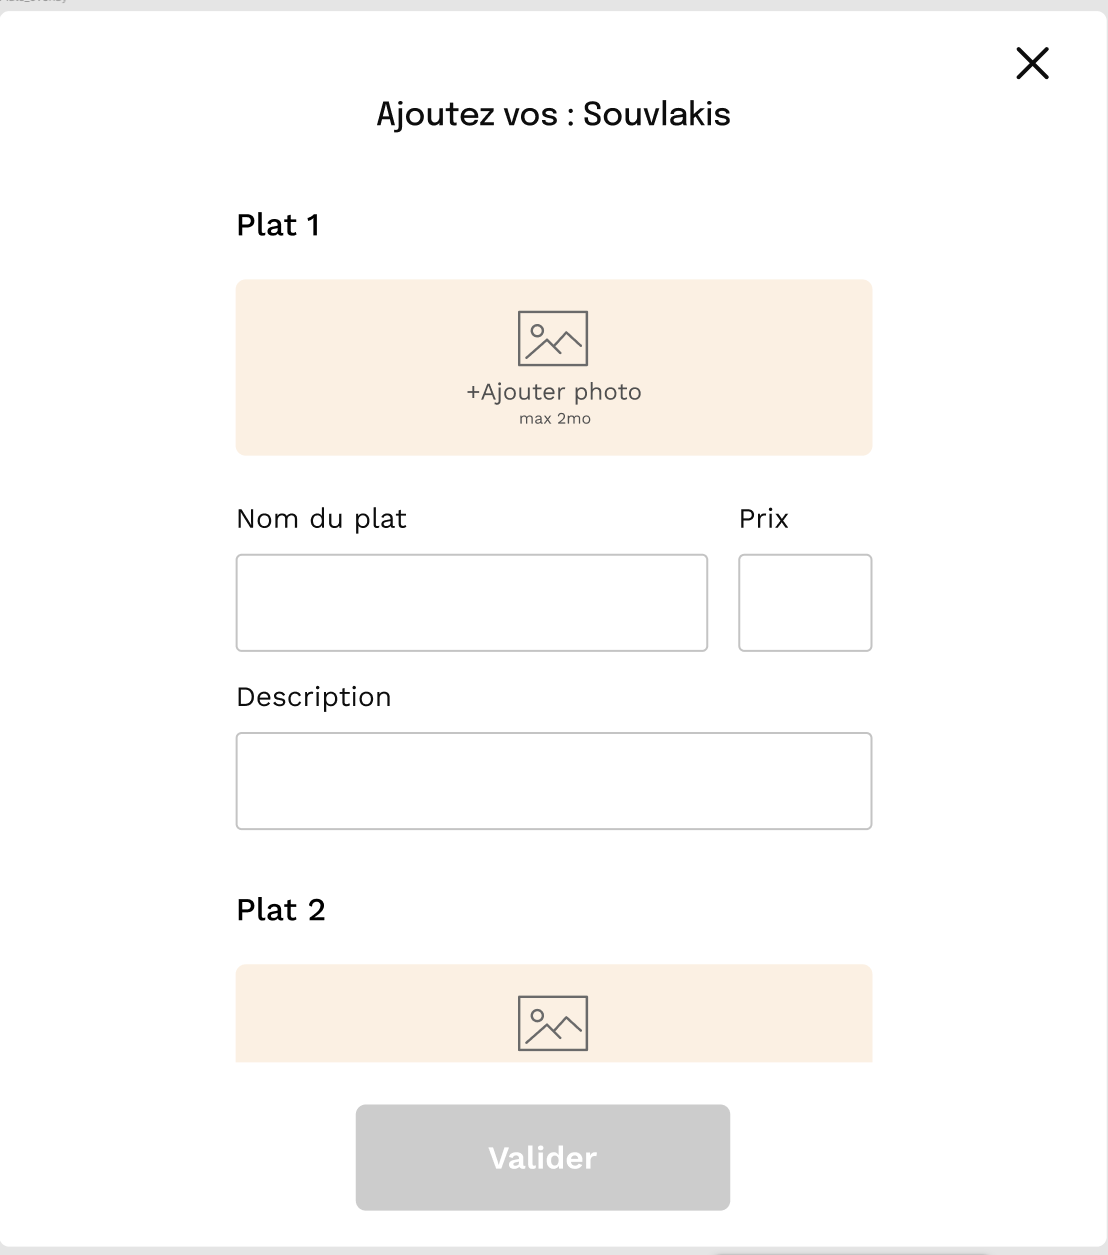 Ajoutez vos : Souvlakis
Plat 1
+Ajouter photo
max 2mo
Nom du plat
Prix
Description
Plat 2
Valider